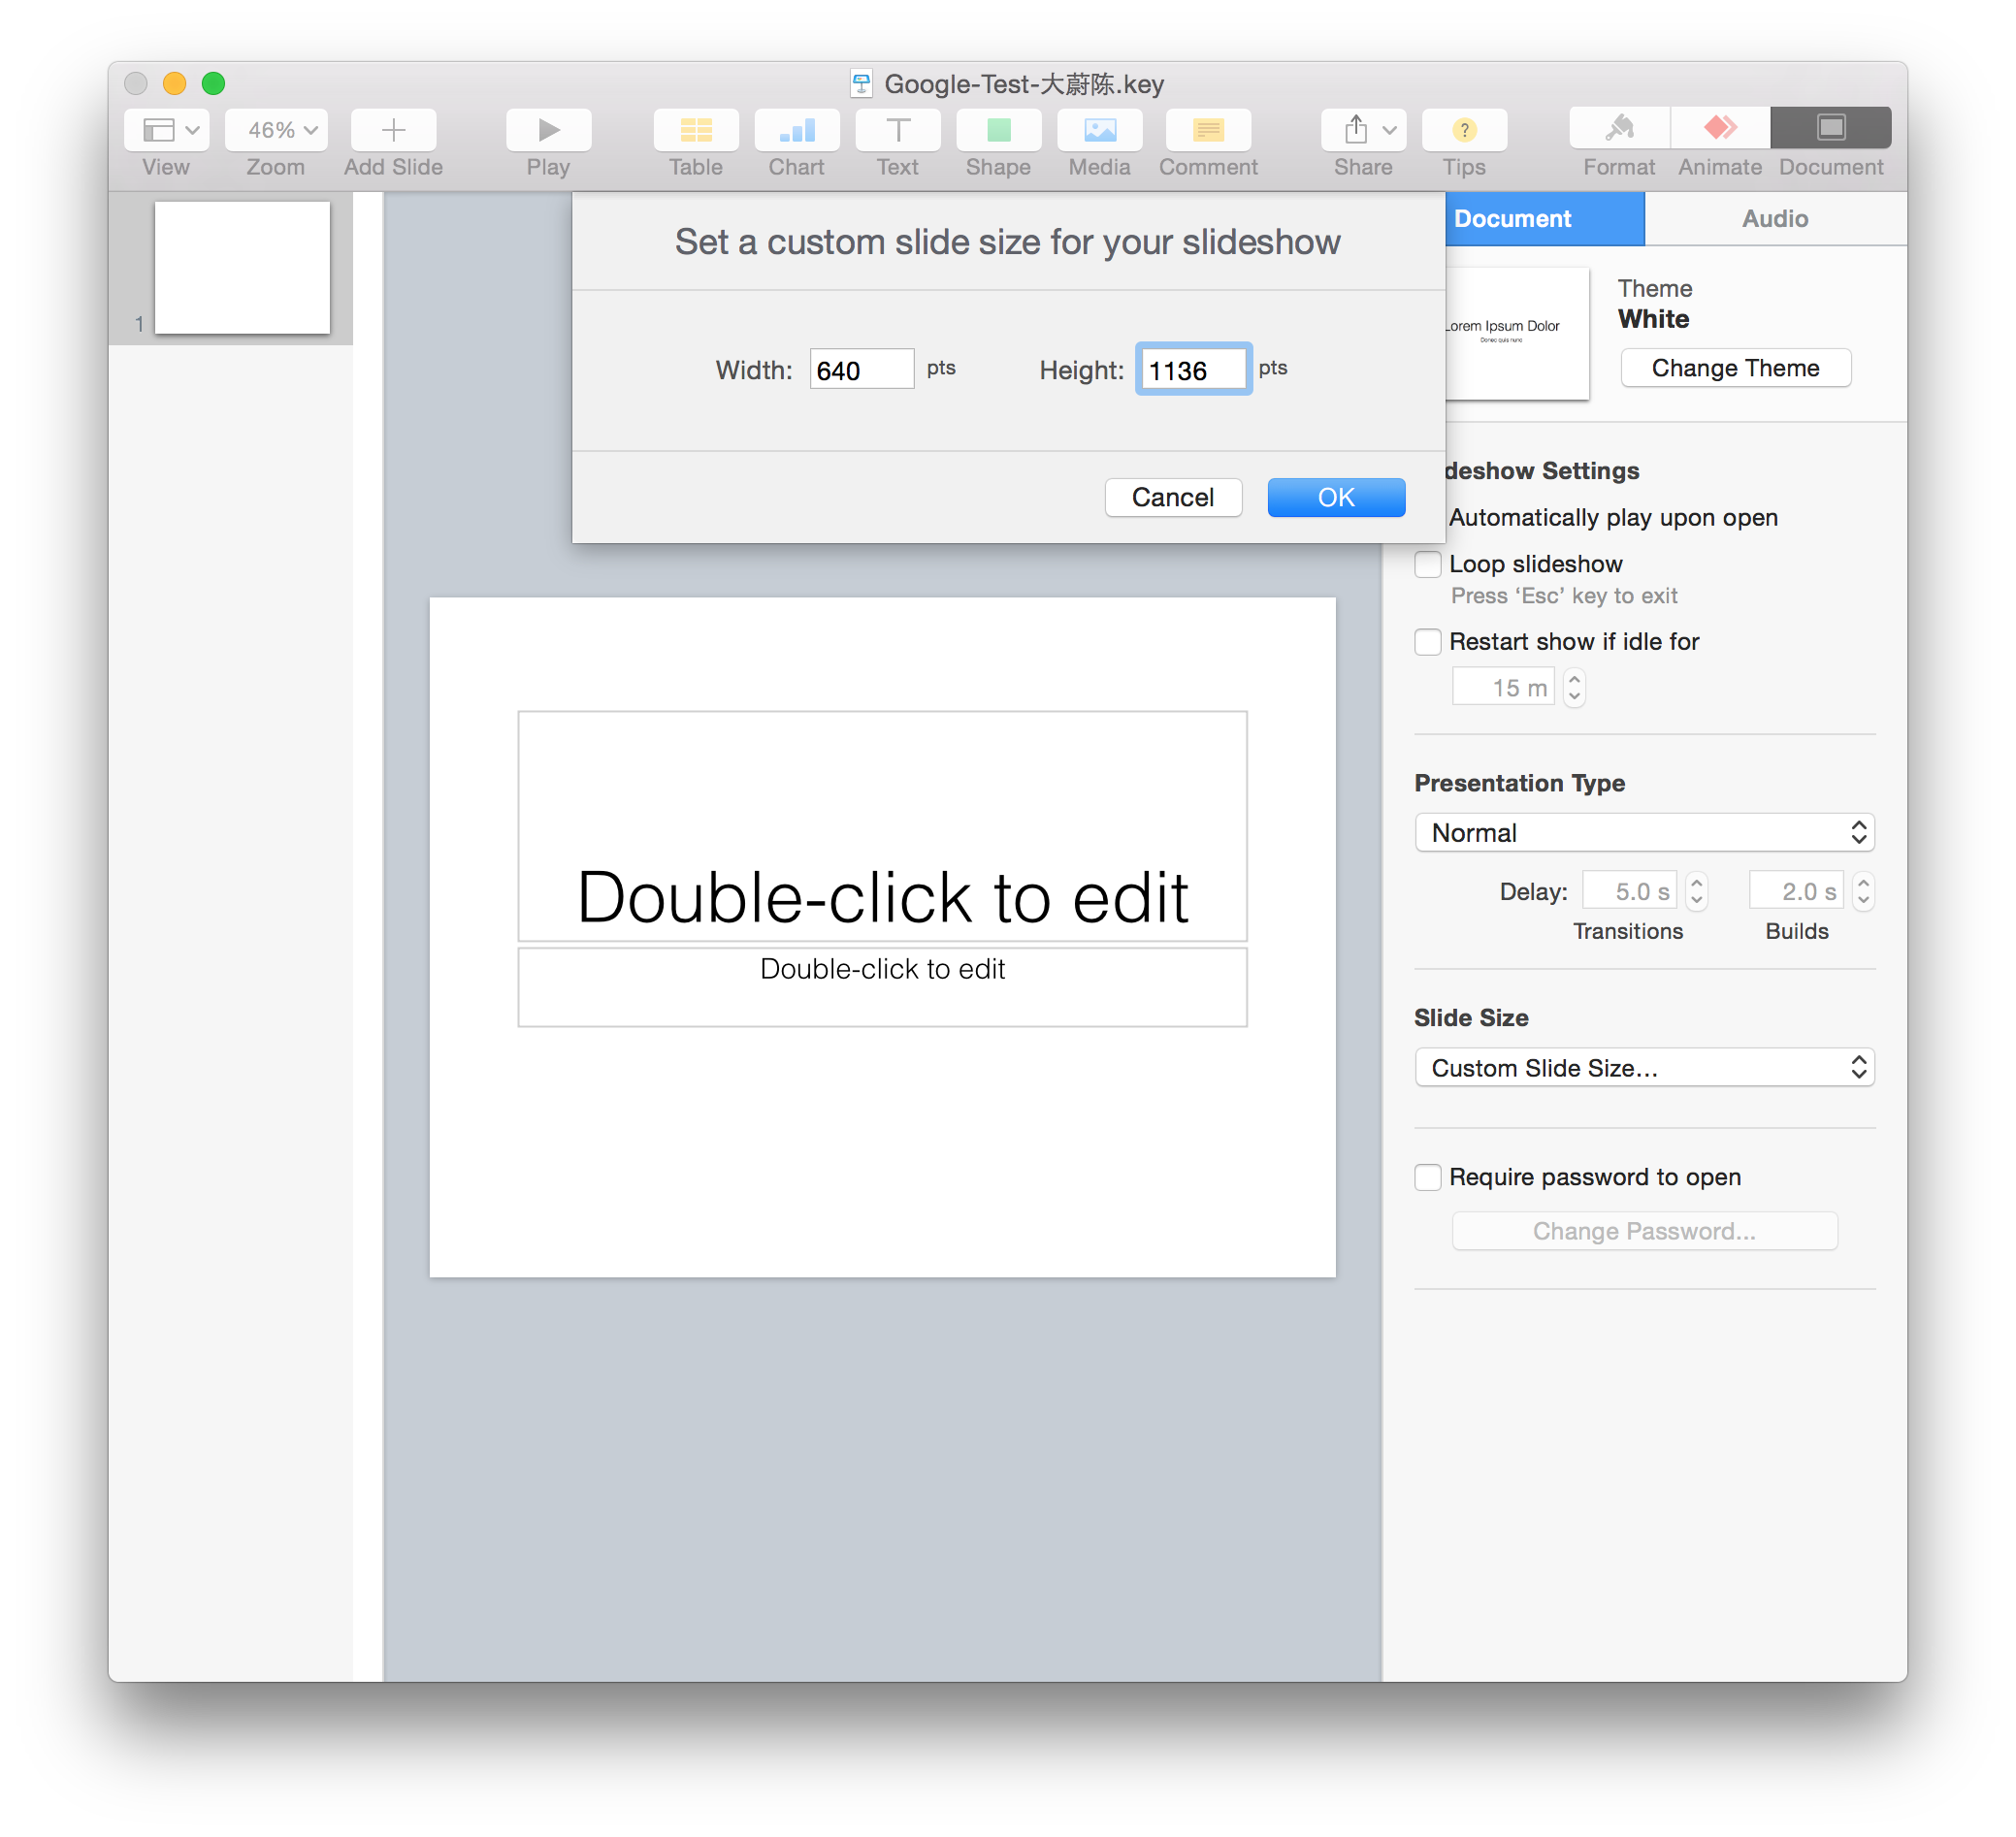 Google-Test-大蔚陈.key
46%
View
Zoom
Add Slide
Play
Table
Chart
Text
Shape
Media
Comment
Share
?
Tips
Format
Animate
Document
1
Set a custom slide size for your slideshow
Width: 640 pts
Height: 1136 pts
Cancel
OK
Double-click to edit
Double-click to edit
Document
Audio
Lorem Ipsum Dolor
Donec quis nunc
Theme
White
Change Theme
deshow Settings
Automatically play upon open
Loop slideshow
Press ‘Esc’ key to exit
Restart show if idle for
15 m
Presentation Type
Normal
Delay: 5.0 s 2.0 s
Transitions Builds
Slide Size
Custom Slide Size...
Require password to open
Change Password...